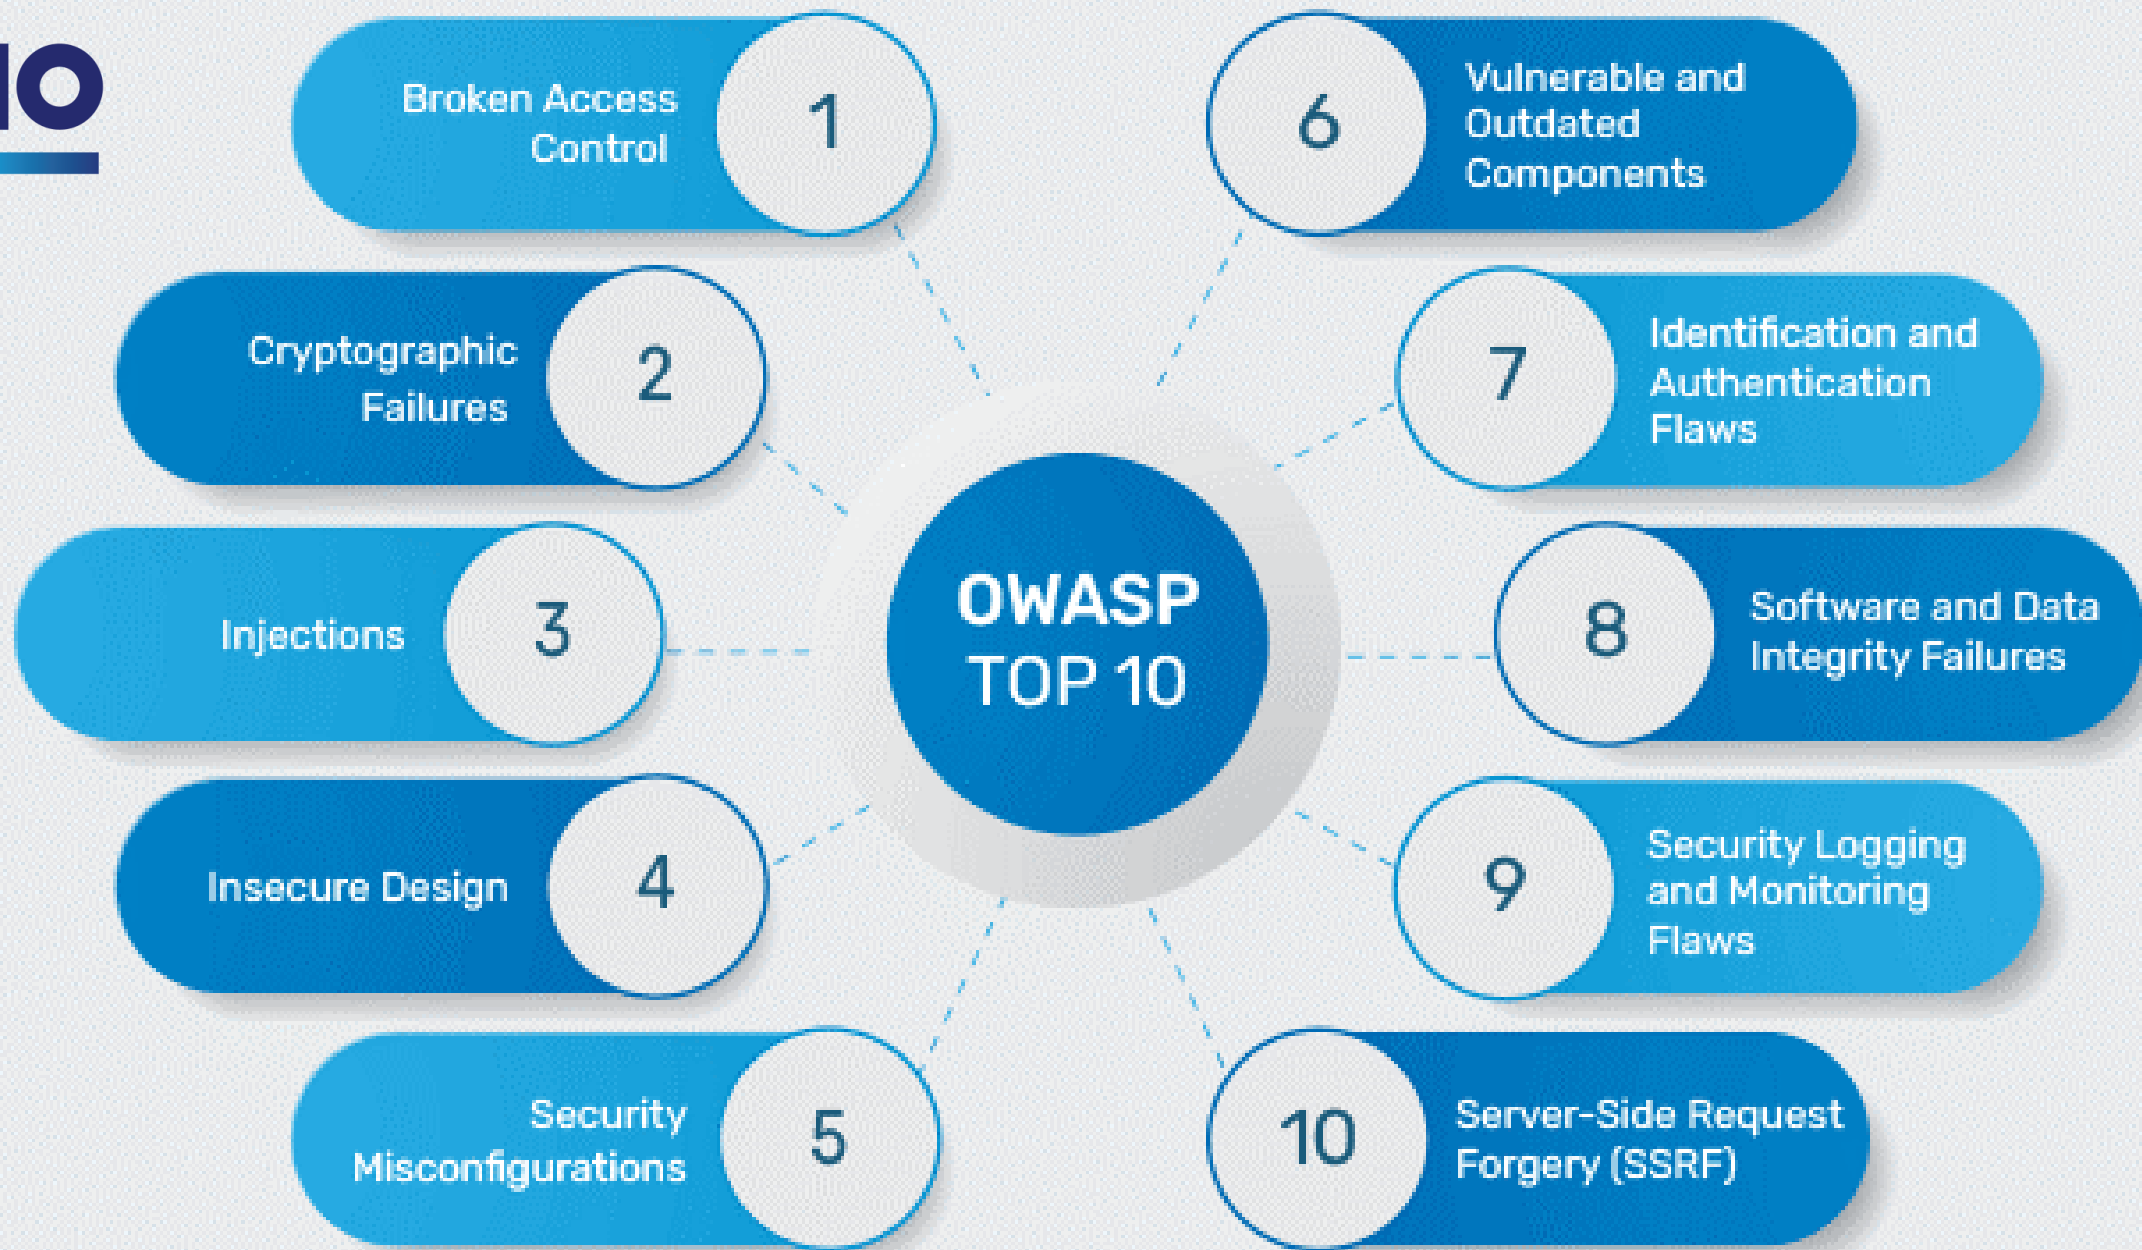 Broken Access
Control
1
Cryptographic
Failures
2
Injections
3
Insecure Design
4
Security
Misconfigurations
5
OWASP
TOP 10
6
Vulnerable and
Outdated
Components
7
Identification and
Authentication
Flaws
8
Software and Data
Integrity Failures
9
Security Logging
and Monitoring
Flaws
10
Server-Side Request
Forgery (SSRF)